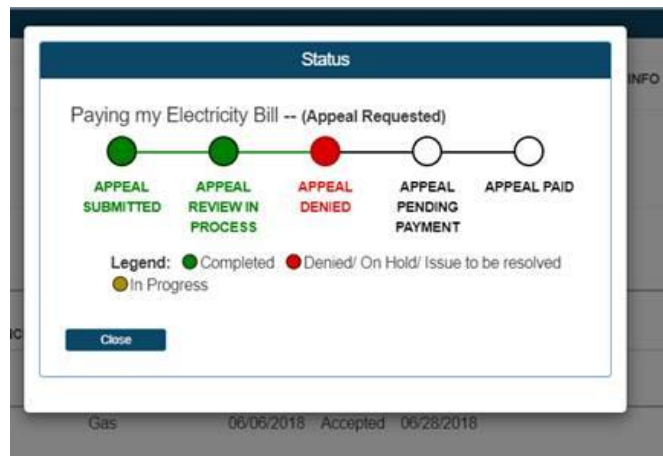 Status
INFO
Paying my Electricity Bill -- (Appeal Requested)
APPEAL SUBMITTED
APPEAL REVIEW IN PROCESS
APPEAL DENIED
APPEAL PENDING PAYMENT
APPEAL PAID
Legend: Completed Denied/ On Hold/ Issue to be resolved
In Progress
IC
Close
Gas 06/06/2018 Accepted 06/28/2018